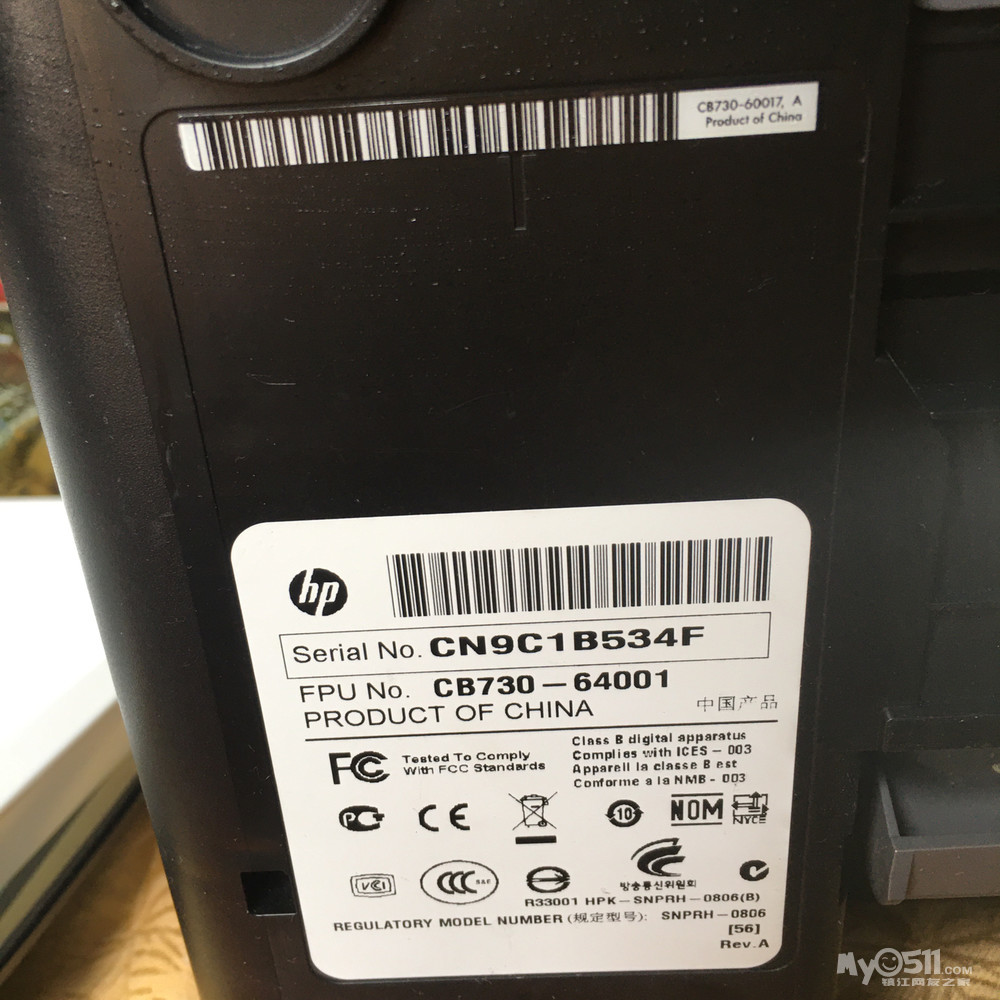 CB730-60017, A
Product of China
hp
Serial No. CN9C1B534F
FPU No. CB730-64001
PRODUCT OF CHINA
中国产品
FC
Tested To Comply
With FCC Standards
Class B digital apparatus
Complies with ICES-003
Appareil la classe B est
Conforme a la NMB-003
PCT
CE
10
NOM
NYCE
VCCI
CCC S&E
방송통신위원회
R33001 HPK-SNPRH-0806(B)
REGULATORY MODEL NUMBER (规定型号): SNPRH-0806
[56]
Rev.A
My0511.COM
镇江网友之家